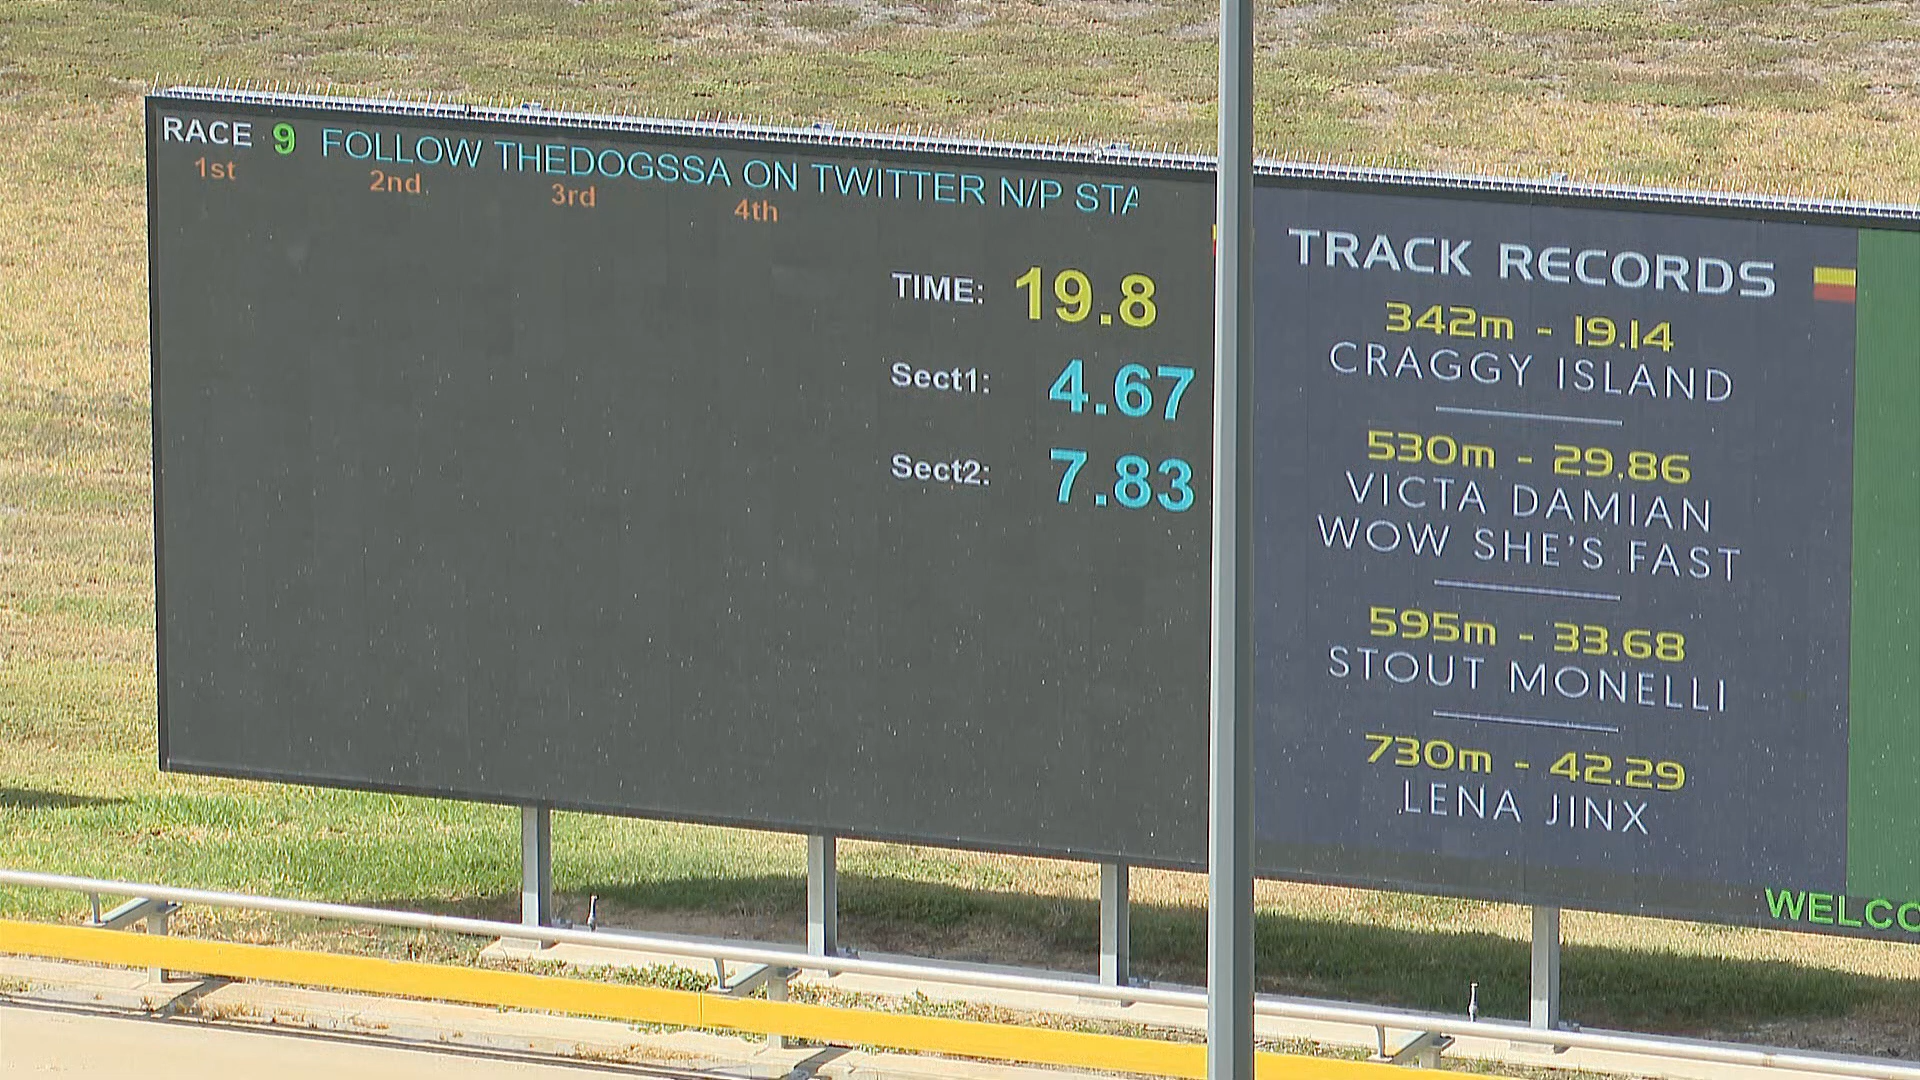 RACE 9 FOLLOW THEDOGSSA ON TWITTER N/P STA
1st 2nd 3rd 4th
TIME: 19.8
Sect1: 4.67
Sect2: 7.83
TRACK RECORDS
342m - 19.14
CRAGGY ISLAND
530m - 29.86
VICTA DAMIAN
WOW SHE'S FAST
595m - 33.68
STOUT MONELLI
730m - 42.29
LENA JINX
WELCO